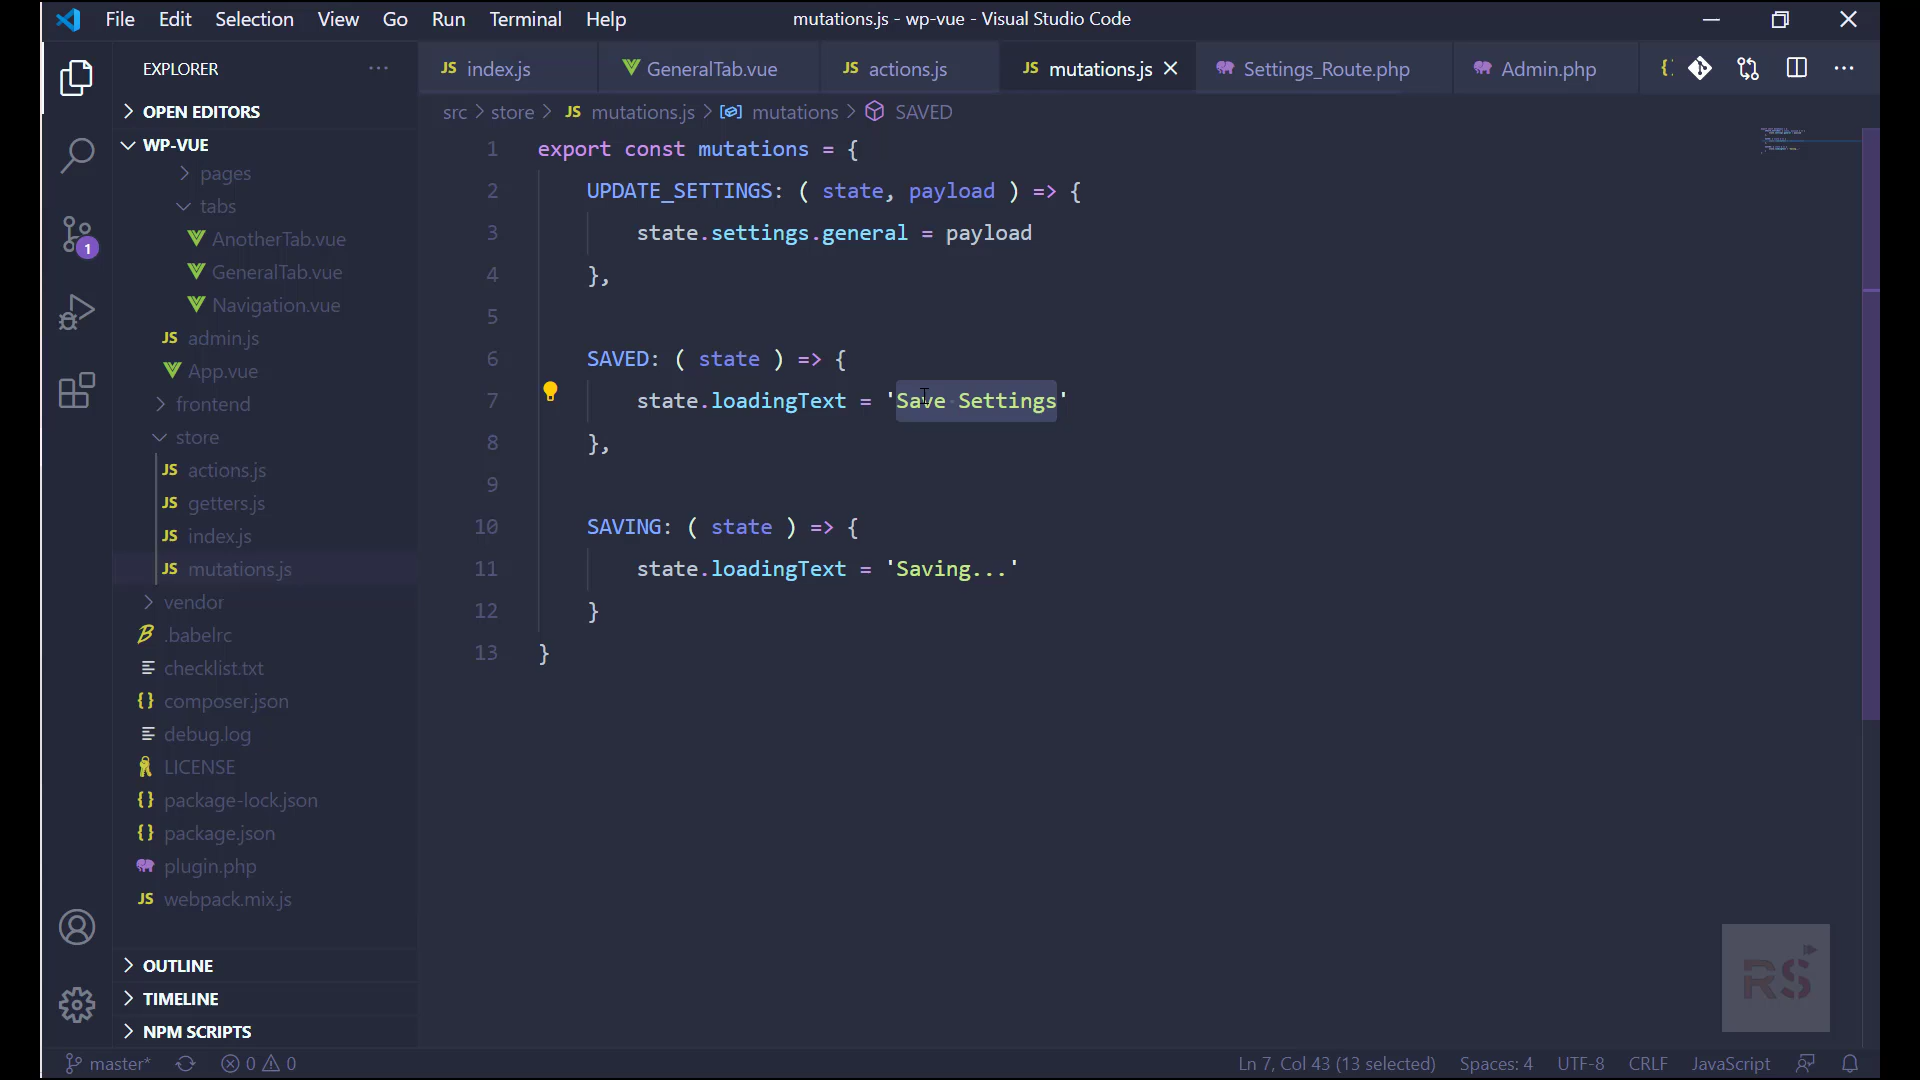 File Edit Selection View Go Run Terminal Help
mutations.js - wp-vue - Visual Studio Code
EXPLORER
OPEN EDITORS
WP-VUE
pages
tabs
AnotherTab.vue
GeneralTab.vue
Navigation.vue
JS admin.js
App.vue
frontend
store
JS actions.js
JS getters.js
JS index.js
JS mutations.js
vendor
.babelrc
checklist.txt
{} composer.json
debug.log
LICENSE
{} package-lock.json
{} package.json
plugin.php
JS webpack.mix.js
OUTLINE
TIMELINE
NPM SCRIPTS
1
JS index.js GeneralTab.vue JS actions.js JS mutations.js Settings_Route.php Admin.php
src > store > JS mutations.js > mutations > SAVED
1 export const mutations = {
2 UPDATE_SETTINGS: ( state, payload ) => {
3 state.settings.general = payload
4 },
5
6 SAVED: ( state ) => {
7 state.loadingText = 'Save Settings'
8 },
9
10 SAVING: ( state ) => {
11 state.loadingText = 'Saving...'
12 }
13 }
RS
master* 0 0
Ln 7, Col 43 (13 selected) Spaces: 4 UTF-8 CRLF JavaScript